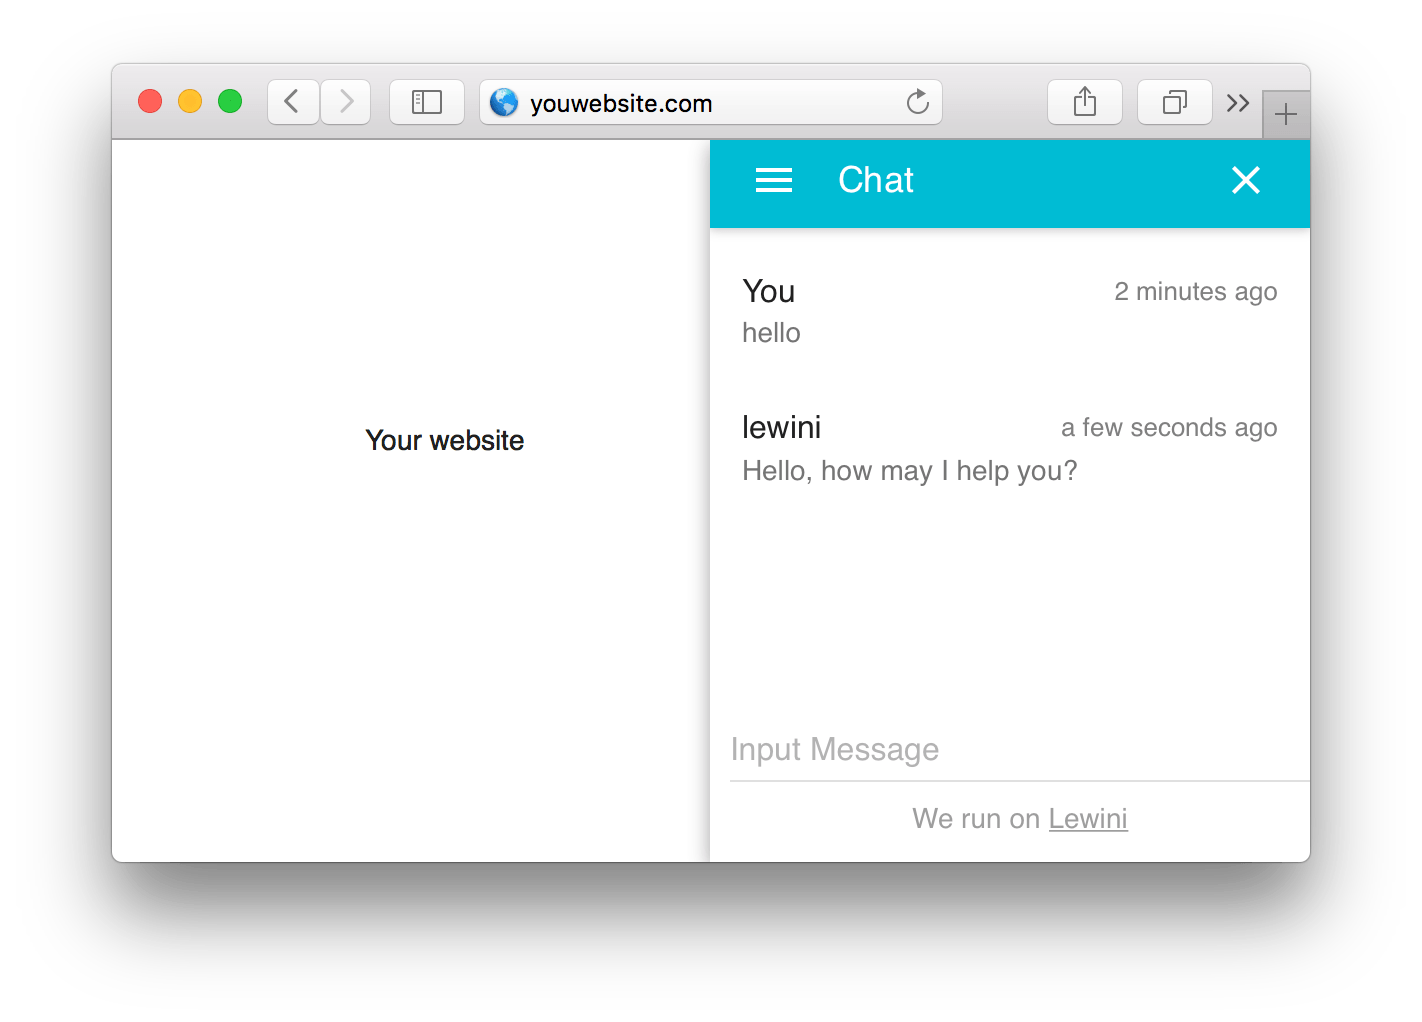 youwebsite.com
Your website
Chat
You 2 minutes ago
hello
lewini a few seconds ago
Hello, how may I help you?
Input Message
We run on Lewini